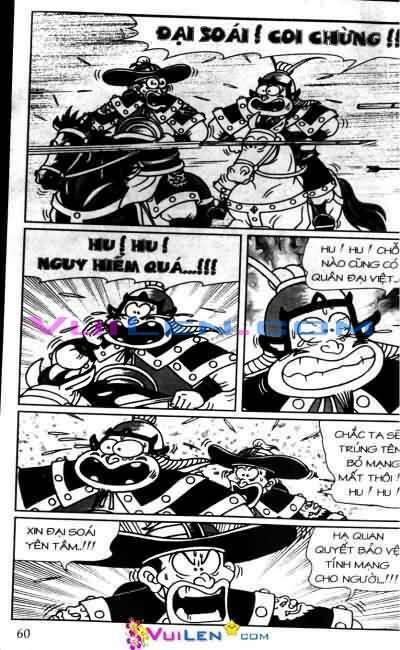 ĐẠI SOÁI! COI CHỪNG!!
HU! HU!
NGUY HIỂM QUÁ...!!!
HU! HU! CHỖ
NÀO CŨNG CÓ
QUÂN ĐẠI VIỆT...!
VuiLen.com
CHẮC TA SẼ
TRÚNG TÊN
BỎ MẠNG
MẤT THÔI!
HU! HU!
XIN ĐẠI SOÁI
YÊN TÂM..!!!
HẠ QUAN
QUYẾT BẢO VỆ
TÍNH MẠNG
CHO NGƯỜI...!!!
60
VuiLen.com